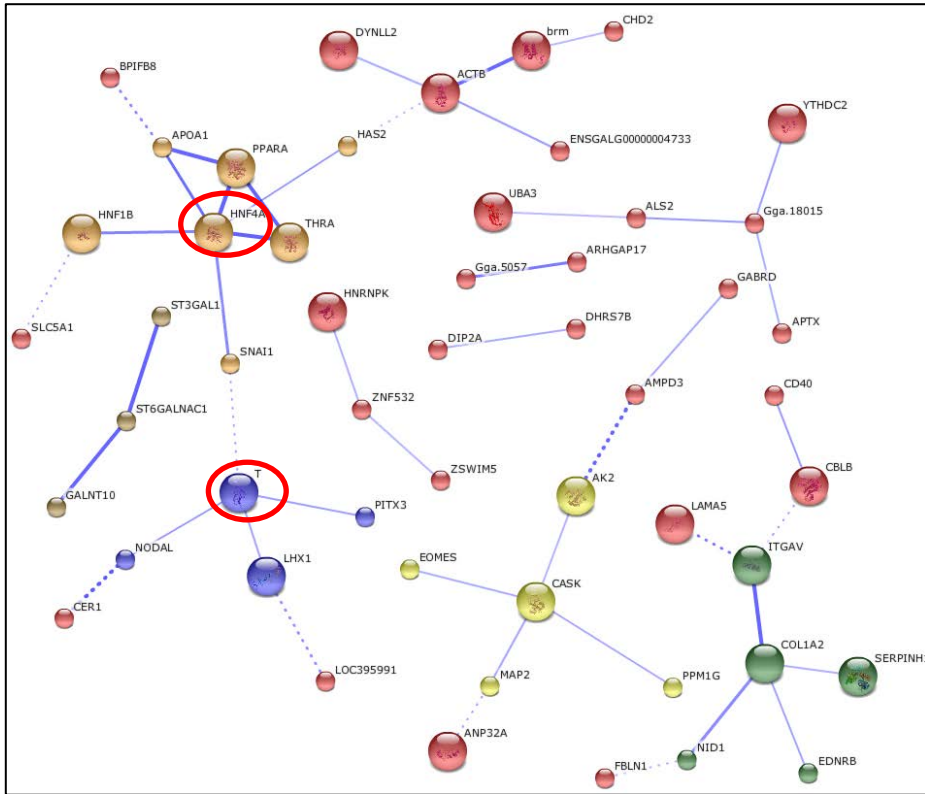 DYNLL2
brm
CHD2
BPIFB8
ACTB
YTHDC2
APOA1
PPARA
HAS2
ENSGALG00000004733
UBA3
HNF1B
HNF4A
THRA
ALS2
Gga.18015
ARHGAP17
Gga.5057
GABRD
HNRNPK
ST3GAL1
SLC5A1
DHRS7B
APTX
DIP2A
SNAI1
AMPD3
CD40
ZNF532
ST6GALNAC1
T
ZSWIM5
AK2
CBLB
GALNT10
PITX3
LAMA5
ITGAV
NODAL
LHX1
EOMES
CASK
CER1
COL1A2
SERPINH1
LOC395991
MAP2
PPM1G
ANP32A
NID1
FBLN1
EDNRB